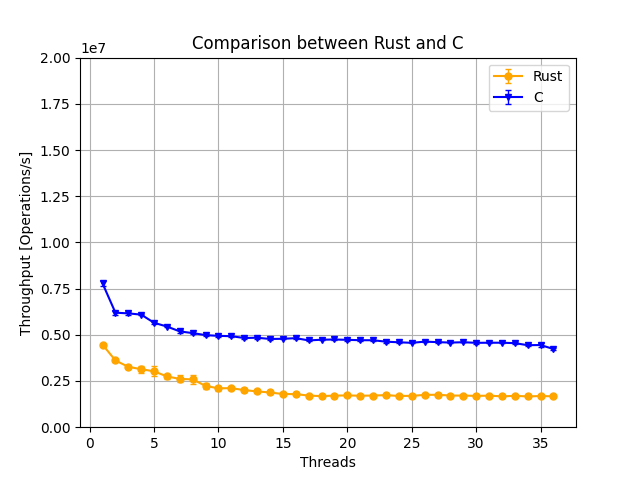 Comparison between Rust and C
1e7
2.00
1.75
1.50
1.25
1.00
0.75
0.50
0.25
0.00
Throughput [Operations/s]
Rust
C
0 5 10 15 20 25 30 35
Threads